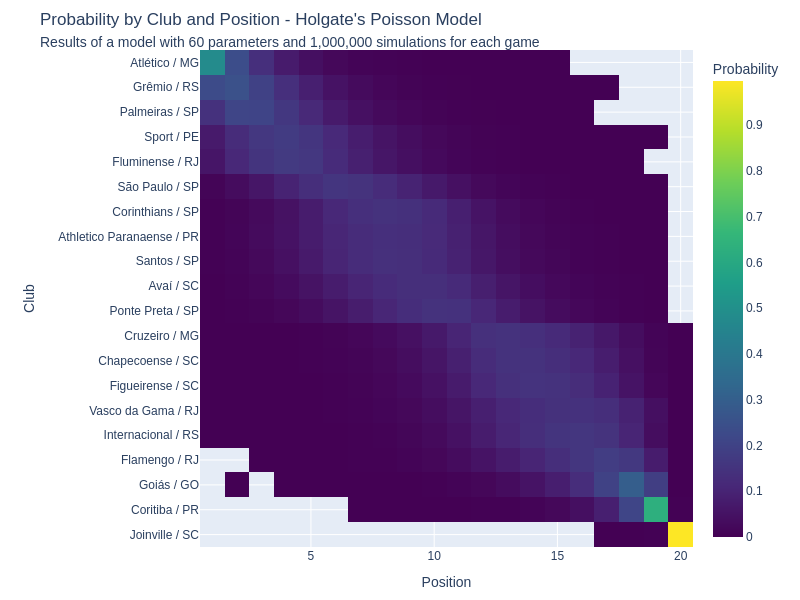 Probability by Club and Position - Holgate's Poisson Model
Results of a model with 60 parameters and 1,000,000 simulations for each game
Probability
Club
Atlético / MG
Grêmio / RS
Palmeiras / SP
Sport / PE
Fluminense / RJ
São Paulo / SP
Corinthians / SP
Athletico Paranaense / PR
Santos / SP
Avaí / SC
Ponte Preta / SP
Cruzeiro / MG
Chapecoense / SC
Figueirense / SC
Vasco da Gama / RJ
Internacional / RS
Flamengo / RJ
Goiás / GO
Coritiba / PR
Joinville / SC
5
10
15
20
Position
0.9
0.8
0.7
0.6
0.5
0.4
0.3
0.2
0.1
0